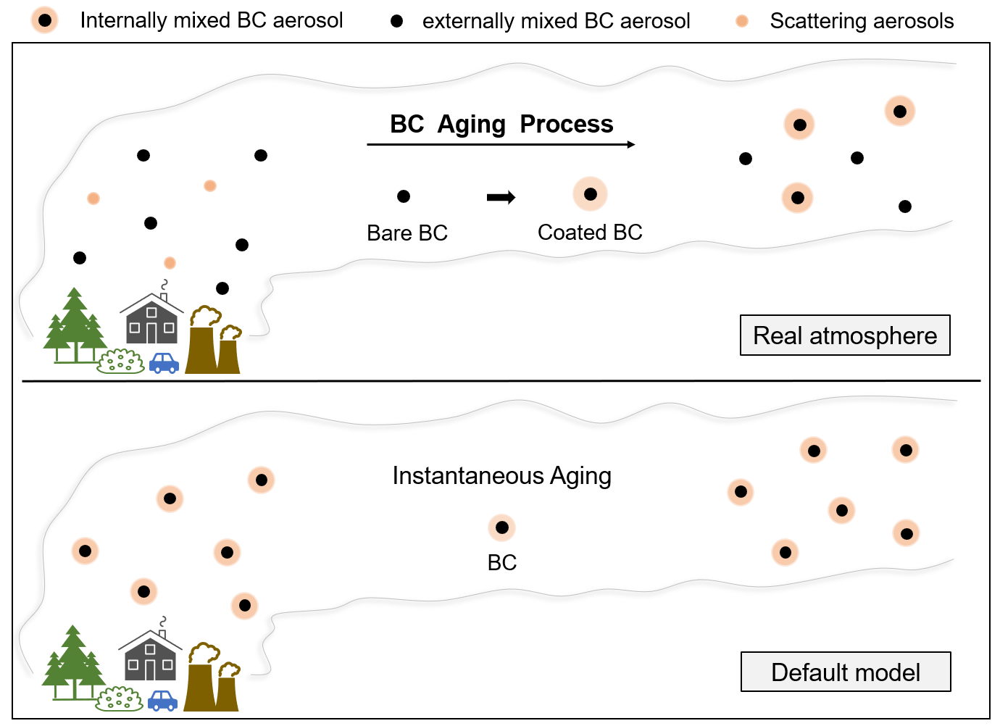 Internally mixed BC aerosol externally mixed BC aerosol Scattering aerosols
BC Aging Process
Bare BC Coated BC
Real atmosphere
Instantaneous Aging
BC
Default model